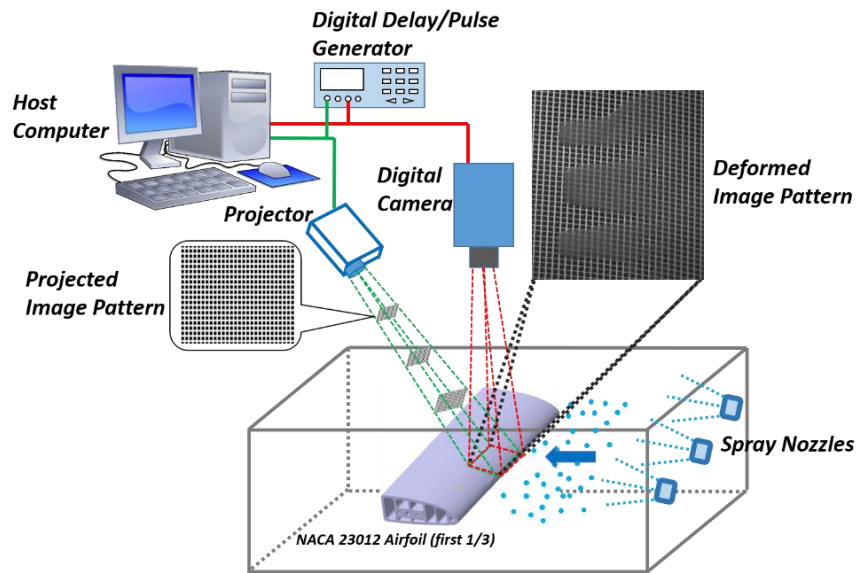 Digital Delay/Pulse
Generator
Host
Computer
Digital
Camera
Deformed
Image Pattern
Projector
Projected
Image Pattern
Spray Nozzles
NACA 23012 Airfoil (first 1/3)